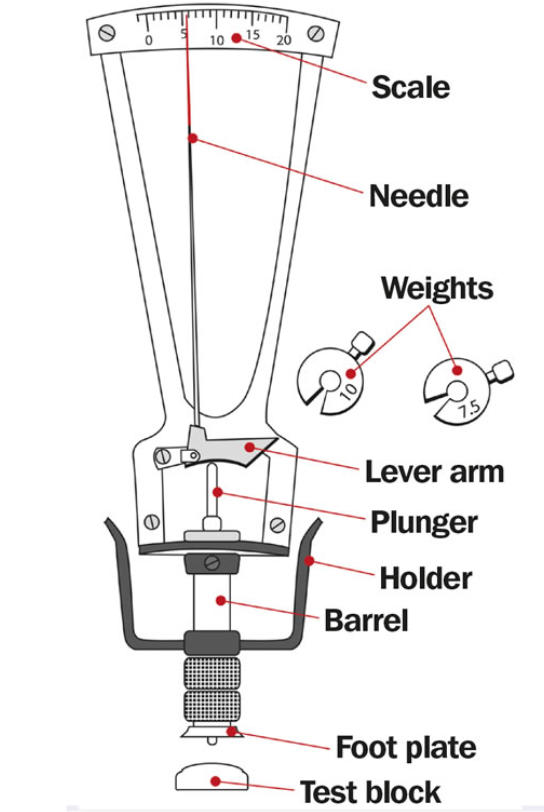 0 5 10 15 20
Scale
Needle
Weights
10
7.5
Lever arm
Plunger
Holder
Barrel
Foot plate
Test block